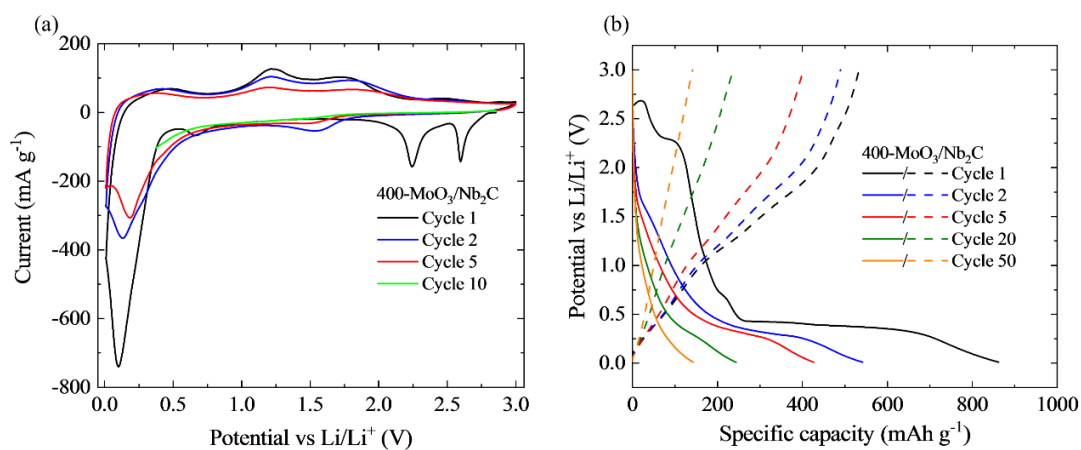 (a)
200
0
-200
-400
-600
-800
Current (mA g⁻¹)
0.0 0.5 1.0 1.5 2.0 2.5 3.0
Potential vs Li/Li⁺ (V)
400-MoO₃/Nb₂C
Cycle 1
Cycle 2
Cycle 5
Cycle 10
(b)
3.0
2.5
2.0
1.5
1.0
0.5
0.0
Potential vs Li/Li⁺ (V)
0 200 400 600 800 1000
Specific capacity (mAh g⁻¹)
400-MoO₃/Nb₂C
/ Cycle 1
/ Cycle 2
/ Cycle 5
/ Cycle 20
/ Cycle 50